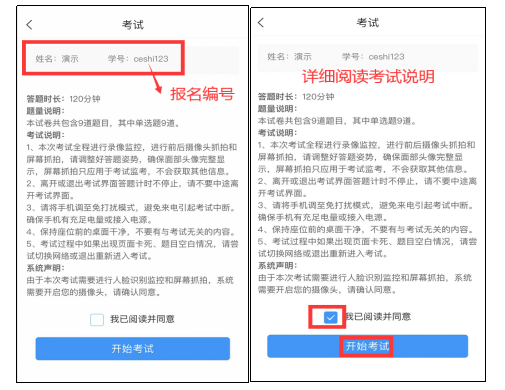 考试
姓名：演示 学号：ceshi123
报名编号
答题时长：120分钟
题量说明：
本试卷共包含9道题目，其中单选题9道。
考试说明：
1、本次考试全程进行录像监控，进行前后摄像头抓拍和
屏幕抓拍，请调整好答题姿势，确保面部头像完整显
示，屏幕抓拍只应用于考试监考，不会获取其他信息。
2、离开或退出考试界面答题计时不停止，请不要中途离
开考试界面。
3、请将手机调至免打扰模式，避免来电引起考试中断。
确保手机有充足电量或接入电源。
4、保持座位前的桌面干净，不要有与考试无关的内容。
5、考试过程中如果出现页面卡死、题目空白情况，请尝
试切换网络或退出重新进入考试。
系统声明：
由于本次考试需要进行人脸识别监控和屏幕抓拍，系统
需要开启您的摄像头，请确认同意。
我已阅读并同意
开始考试
考试
姓名：演示 学号：ceshi123
详细阅读考试说明
答题时长：120分钟
题量说明：
本试卷共包含9道题目，其中单选题9道。
考试说明：
1、本次考试全程进行录像监控，进行前后摄像头抓拍和
屏幕抓拍，请调整好答题姿势，确保面部头像完整显
示，屏幕抓拍只应用于考试监考，不会获取其他信息。
2、离开或退出考试界面答题计时不停止，请不要中途离
开考试界面。
3、请将手机调至免打扰模式，避免来电引起考试中断。
确保手机有充足电量或接入电源。
4、保持座位前的桌面干净，不要有与考试无关的内容。
5、考试过程中如果出现页面卡死、题目空白情况，请尝
试切换网络或退出重新进入考试。
系统声明：
由于本次考试需要进行人脸识别监控和屏幕抓拍，系统
需要开启您的摄像头，请确认同意。
我已阅读并同意
开始考试